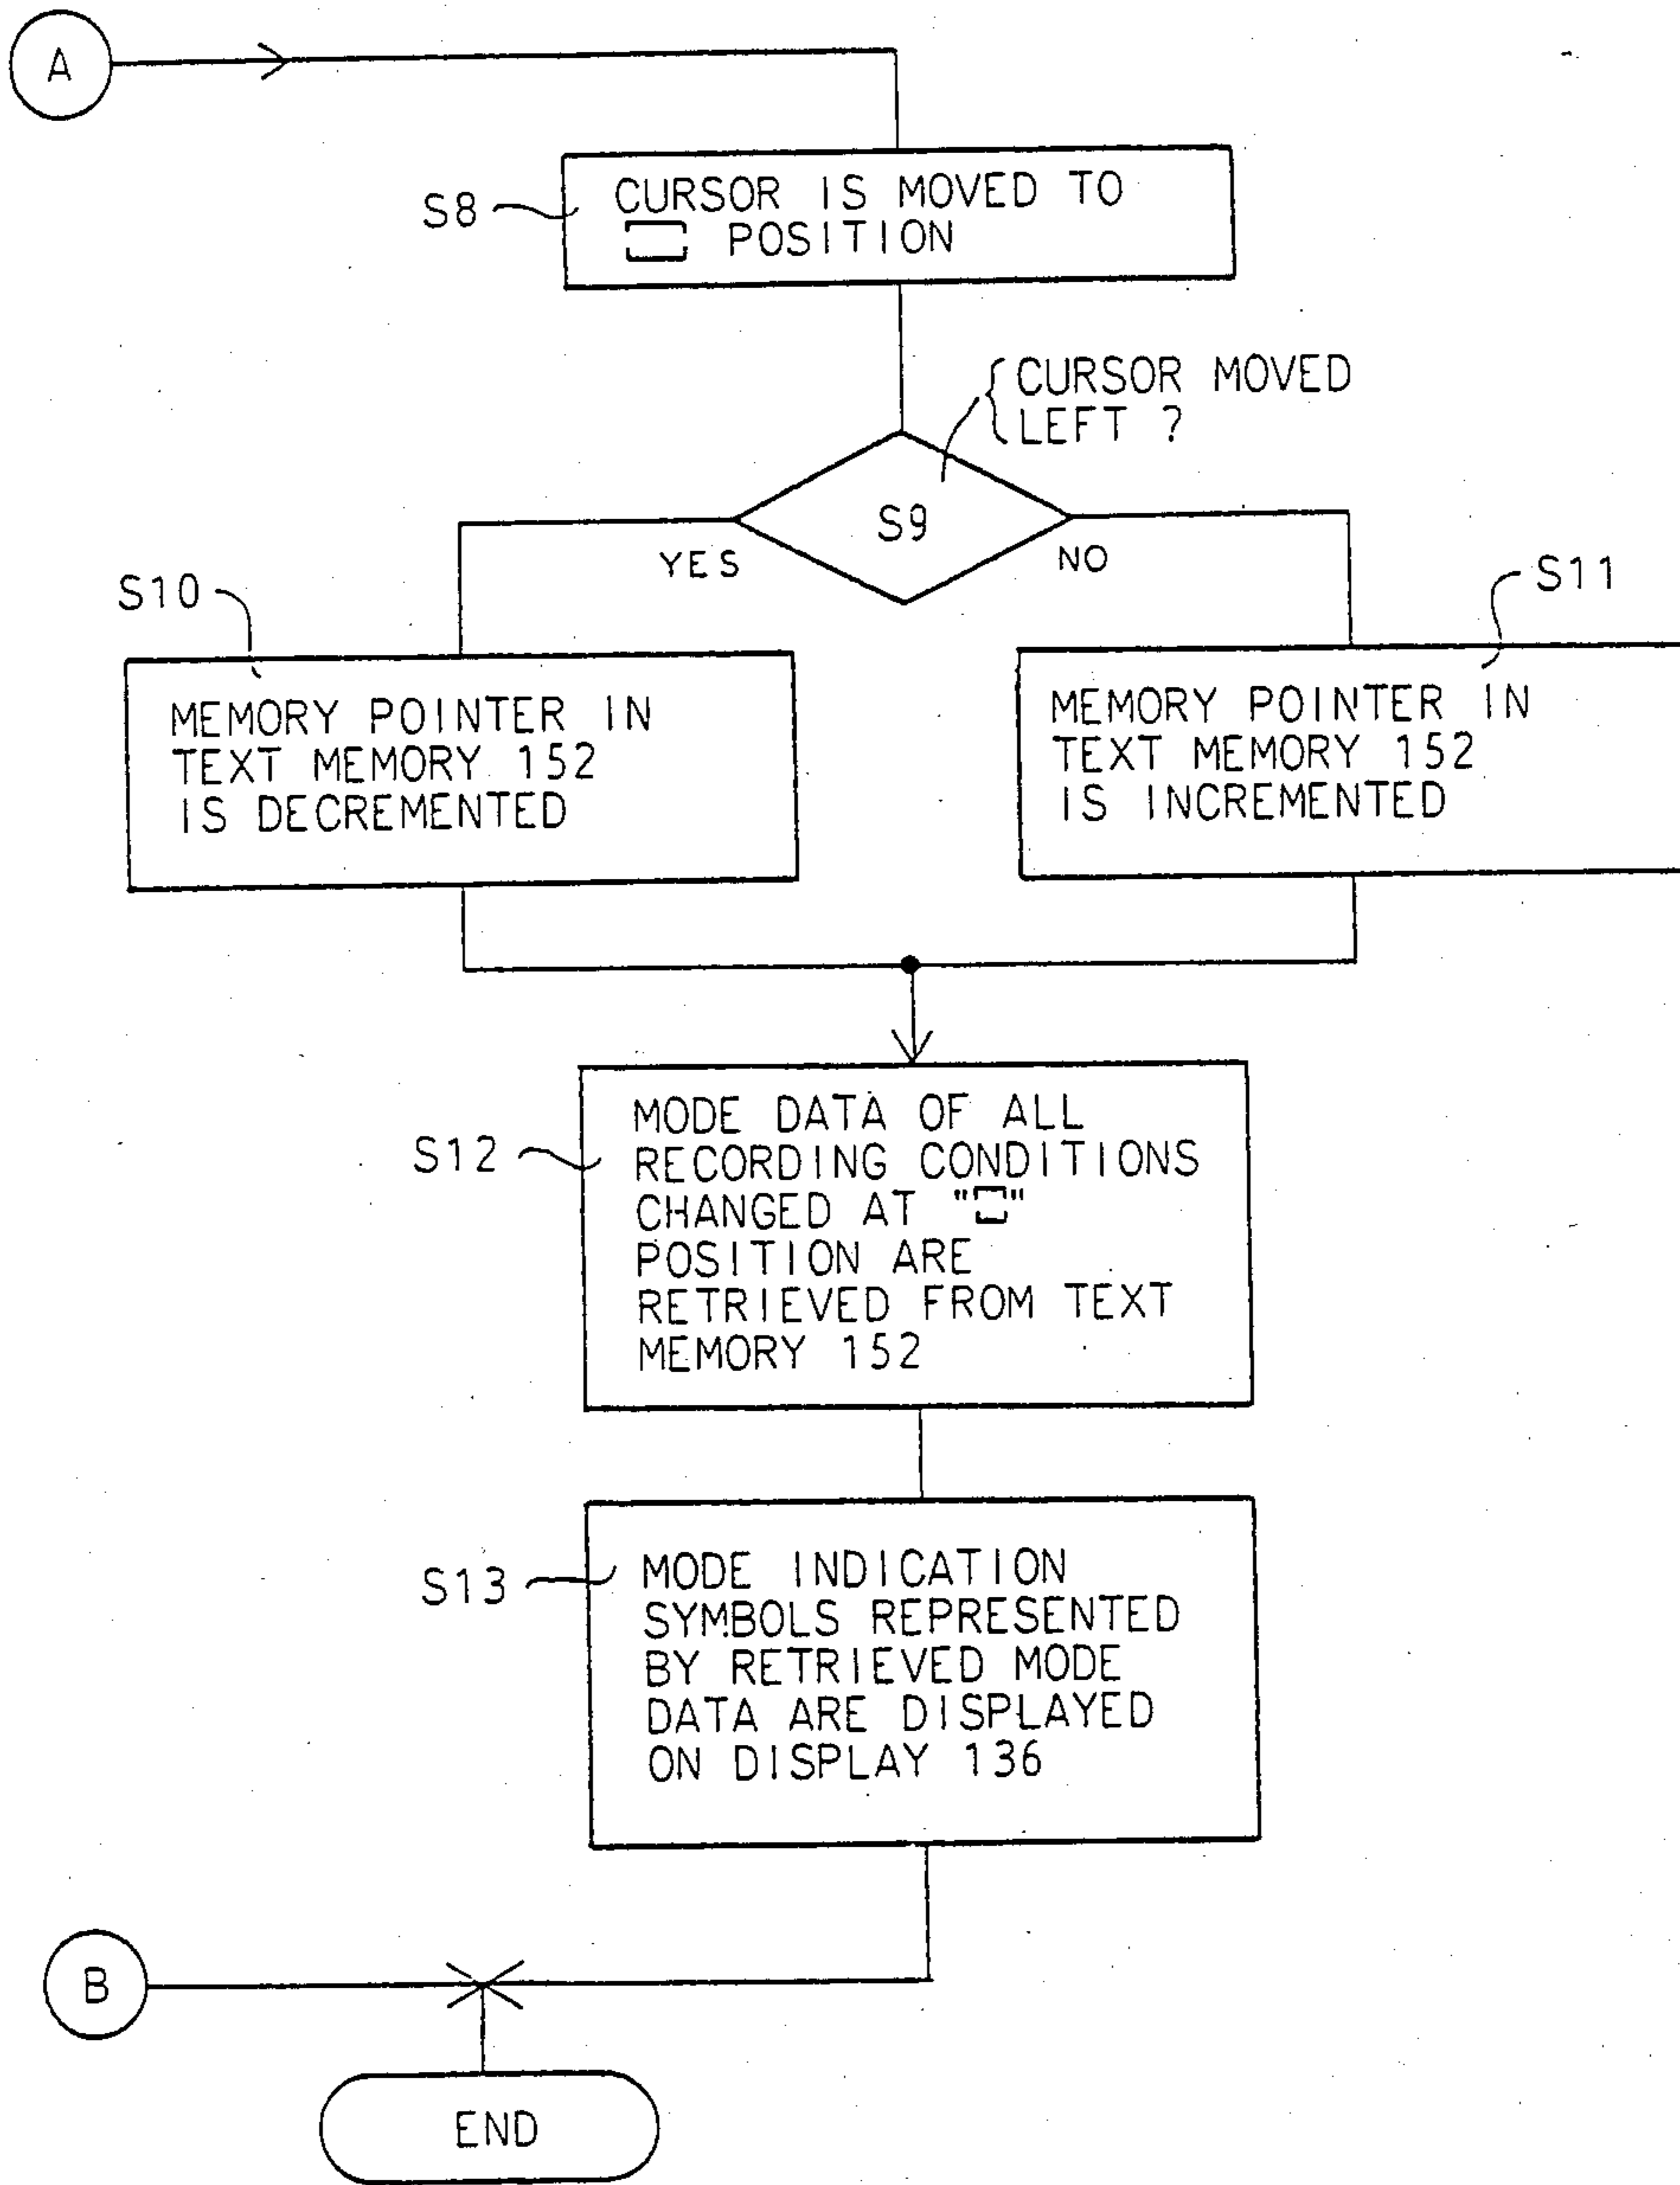 A
S8
CURSOR IS MOVED TO
POSITION
CURSOR MOVED
LEFT ?
S9
YES
NO
S10
S11
MEMORY POINTER IN
TEXT MEMORY 152
IS DECREMENTED
MEMORY POINTER IN
TEXT MEMORY 152
IS INCREMENTED
S12
MODE DATA OF ALL
RECORDING CONDITIONS
CHANGED AT "⌷"
POSITION ARE
RETRIEVED FROM TEXT
MEMORY 152
S13
MODE INDICATION
SYMBOLS REPRESENTED
BY RETRIEVED MODE
DATA ARE DISPLAYED
ON DISPLAY 136
B
END